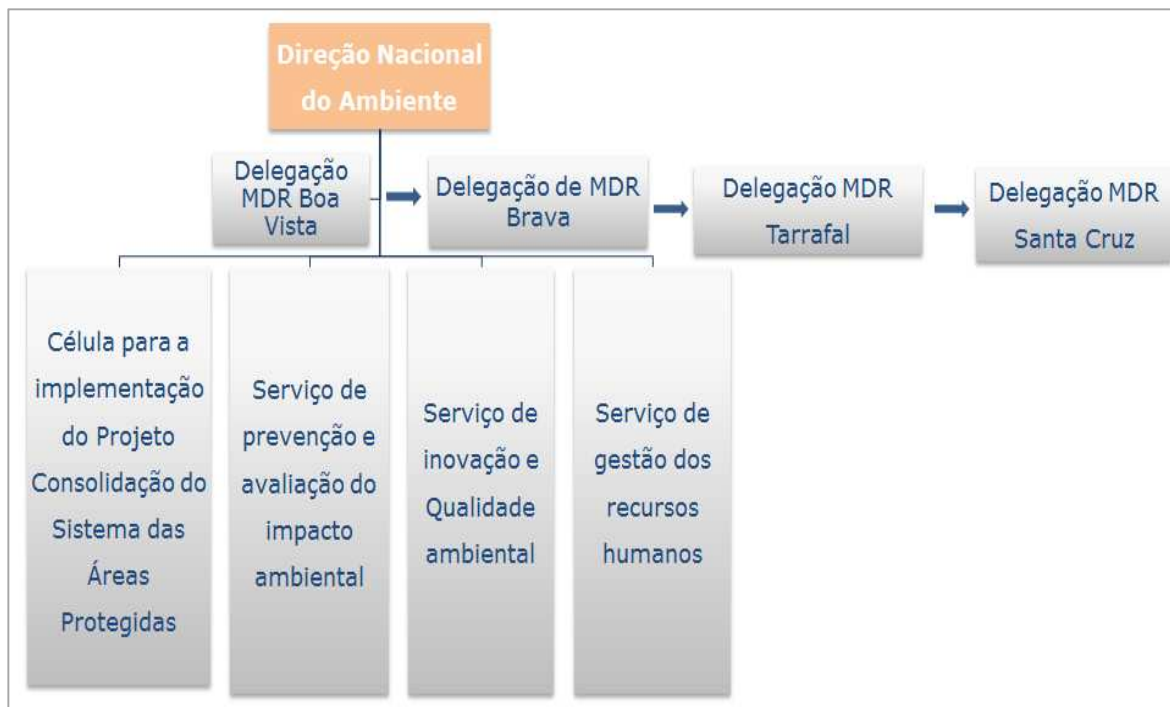 Direção Nacional
do Ambiente
Delegação
MDR Boa
Vista
Delegação de MDR
Brava
Delegação MDR
Tarrafal
Delegação MDR
Santa Cruz
Célula para a
implementação
do Projeto
Consolidação do
Sistema das
Áreas
Protegidas
Serviço de
prevenção e
avaliação do
impacto
ambiental
Serviço de
inovação e
Qualidade
ambiental
Serviço de
gestão dos
recursos
humanos